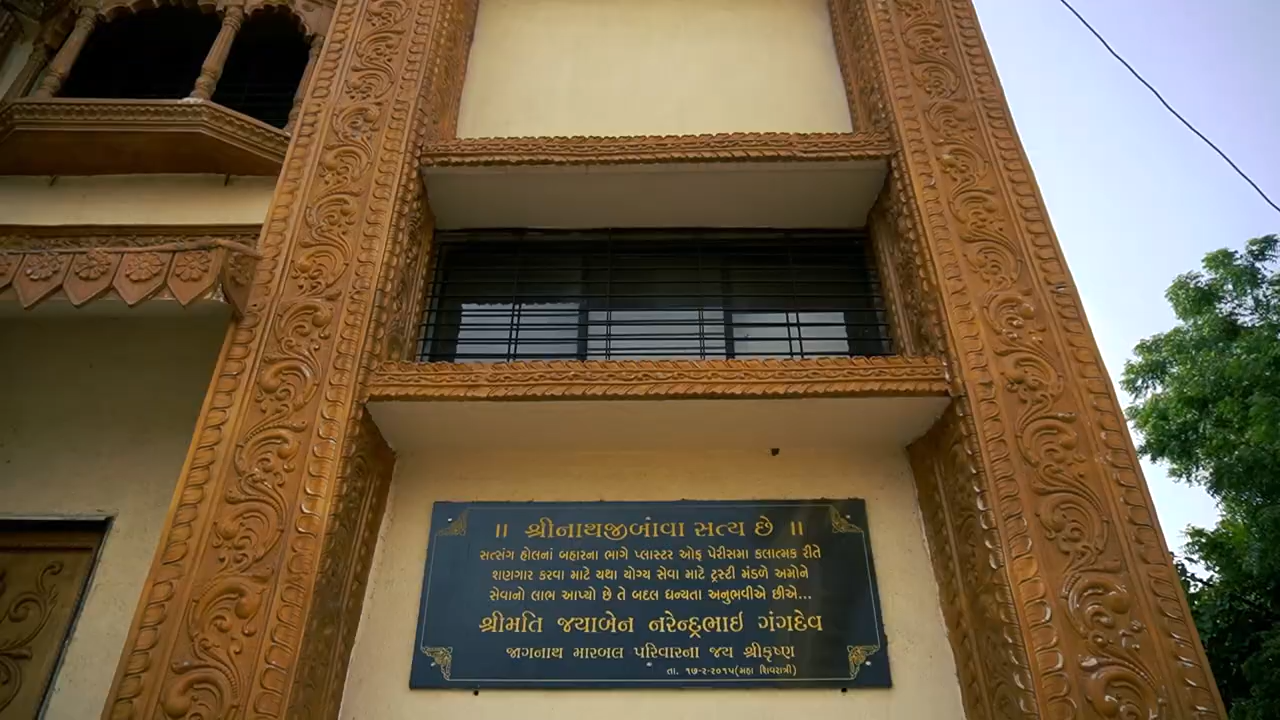 ॥ શ્રીનાથજીબાવા સત્ય છે ॥
સત્સંગ હોલનાં બહારના ભાગે પ્લાસ્ટર ઓફ પેરીસમા કલાત્મક રીતે
શણગાર કરવા માટે યથા યોગ્ય સેવા માટે ટ્રસ્ટી મંડળે અમોને
સેવાનો લાભ આપ્યો છે તે બદલ ધન્યતા અનુભવીએ છીએ...
શ્રીમતિ જયાબેન નરેન્દ્રભાઇ ગંગદેવ
જાગનાથ મારબલ પરિવારના જય શ્રીકૃષ્ણ
તા. ૧૭-૨-૨૦૧૫(મહા શિવરાત્રી)